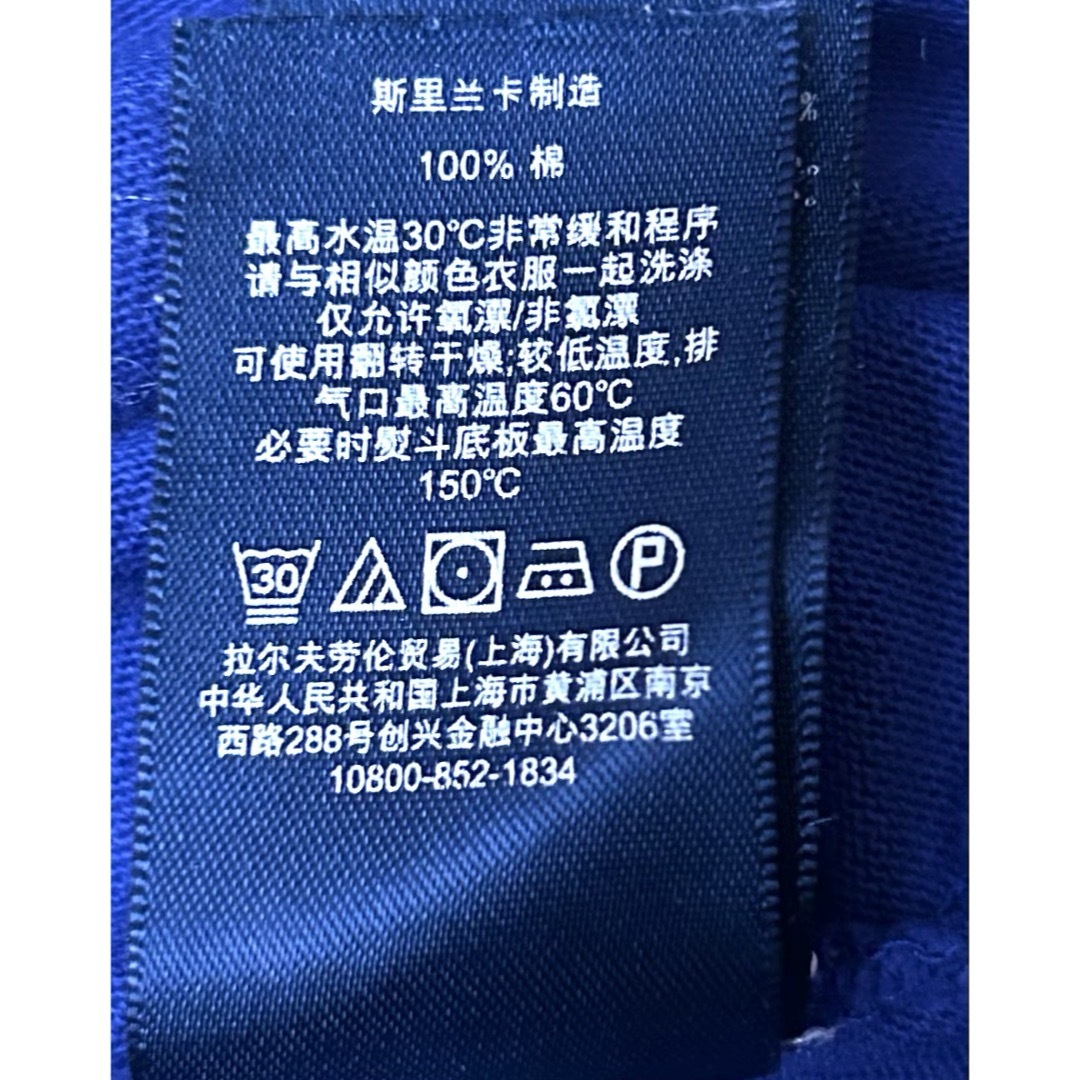 斯里兰卡制造
100% 棉
最高水温30℃非常缓和程序
请与相似颜色衣服一起洗涤
仅允许氧漂/非氯漂
可使用翻转干燥;较低温度,排
气口最高温度60℃
必要时熨斗底板最高温度
150℃
30
P
拉尔夫劳伦贸易(上海)有限公司
中华人民共和国上海市黄浦区南京
西路288号创兴金融中心3206室
10800-852-1834
%